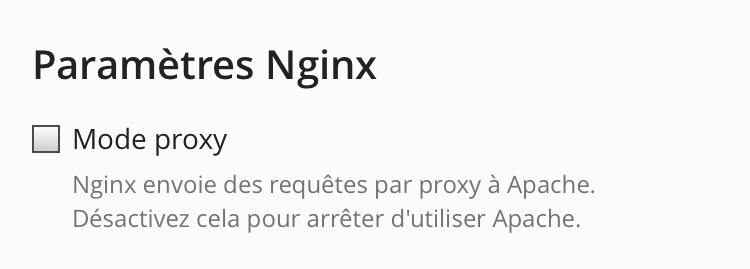 Paramètres Nginx
Mode proxy
Nginx envoie des requêtes par proxy à Apache.
Désactivez cela pour arrêter d'utiliser Apache.